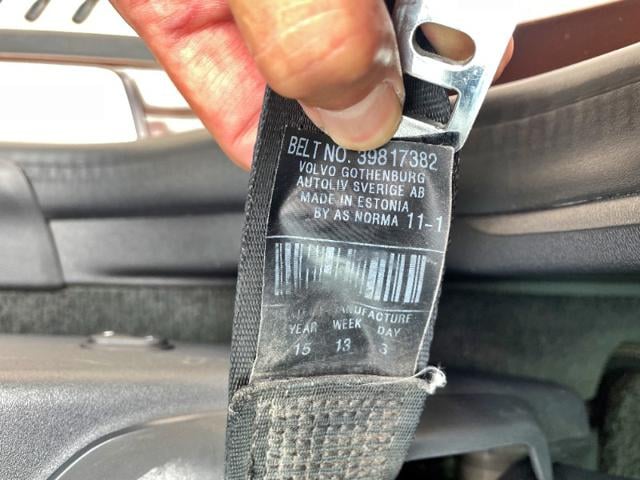 BELT NO. 39817382
VOLVO GOTHENBURG
AUTOLIV SVERIGE AB
MADE IN ESTONIA
BY AS NORMA 11-1
MANUFACTURE
YEAR WEEK DAY
15 13 3